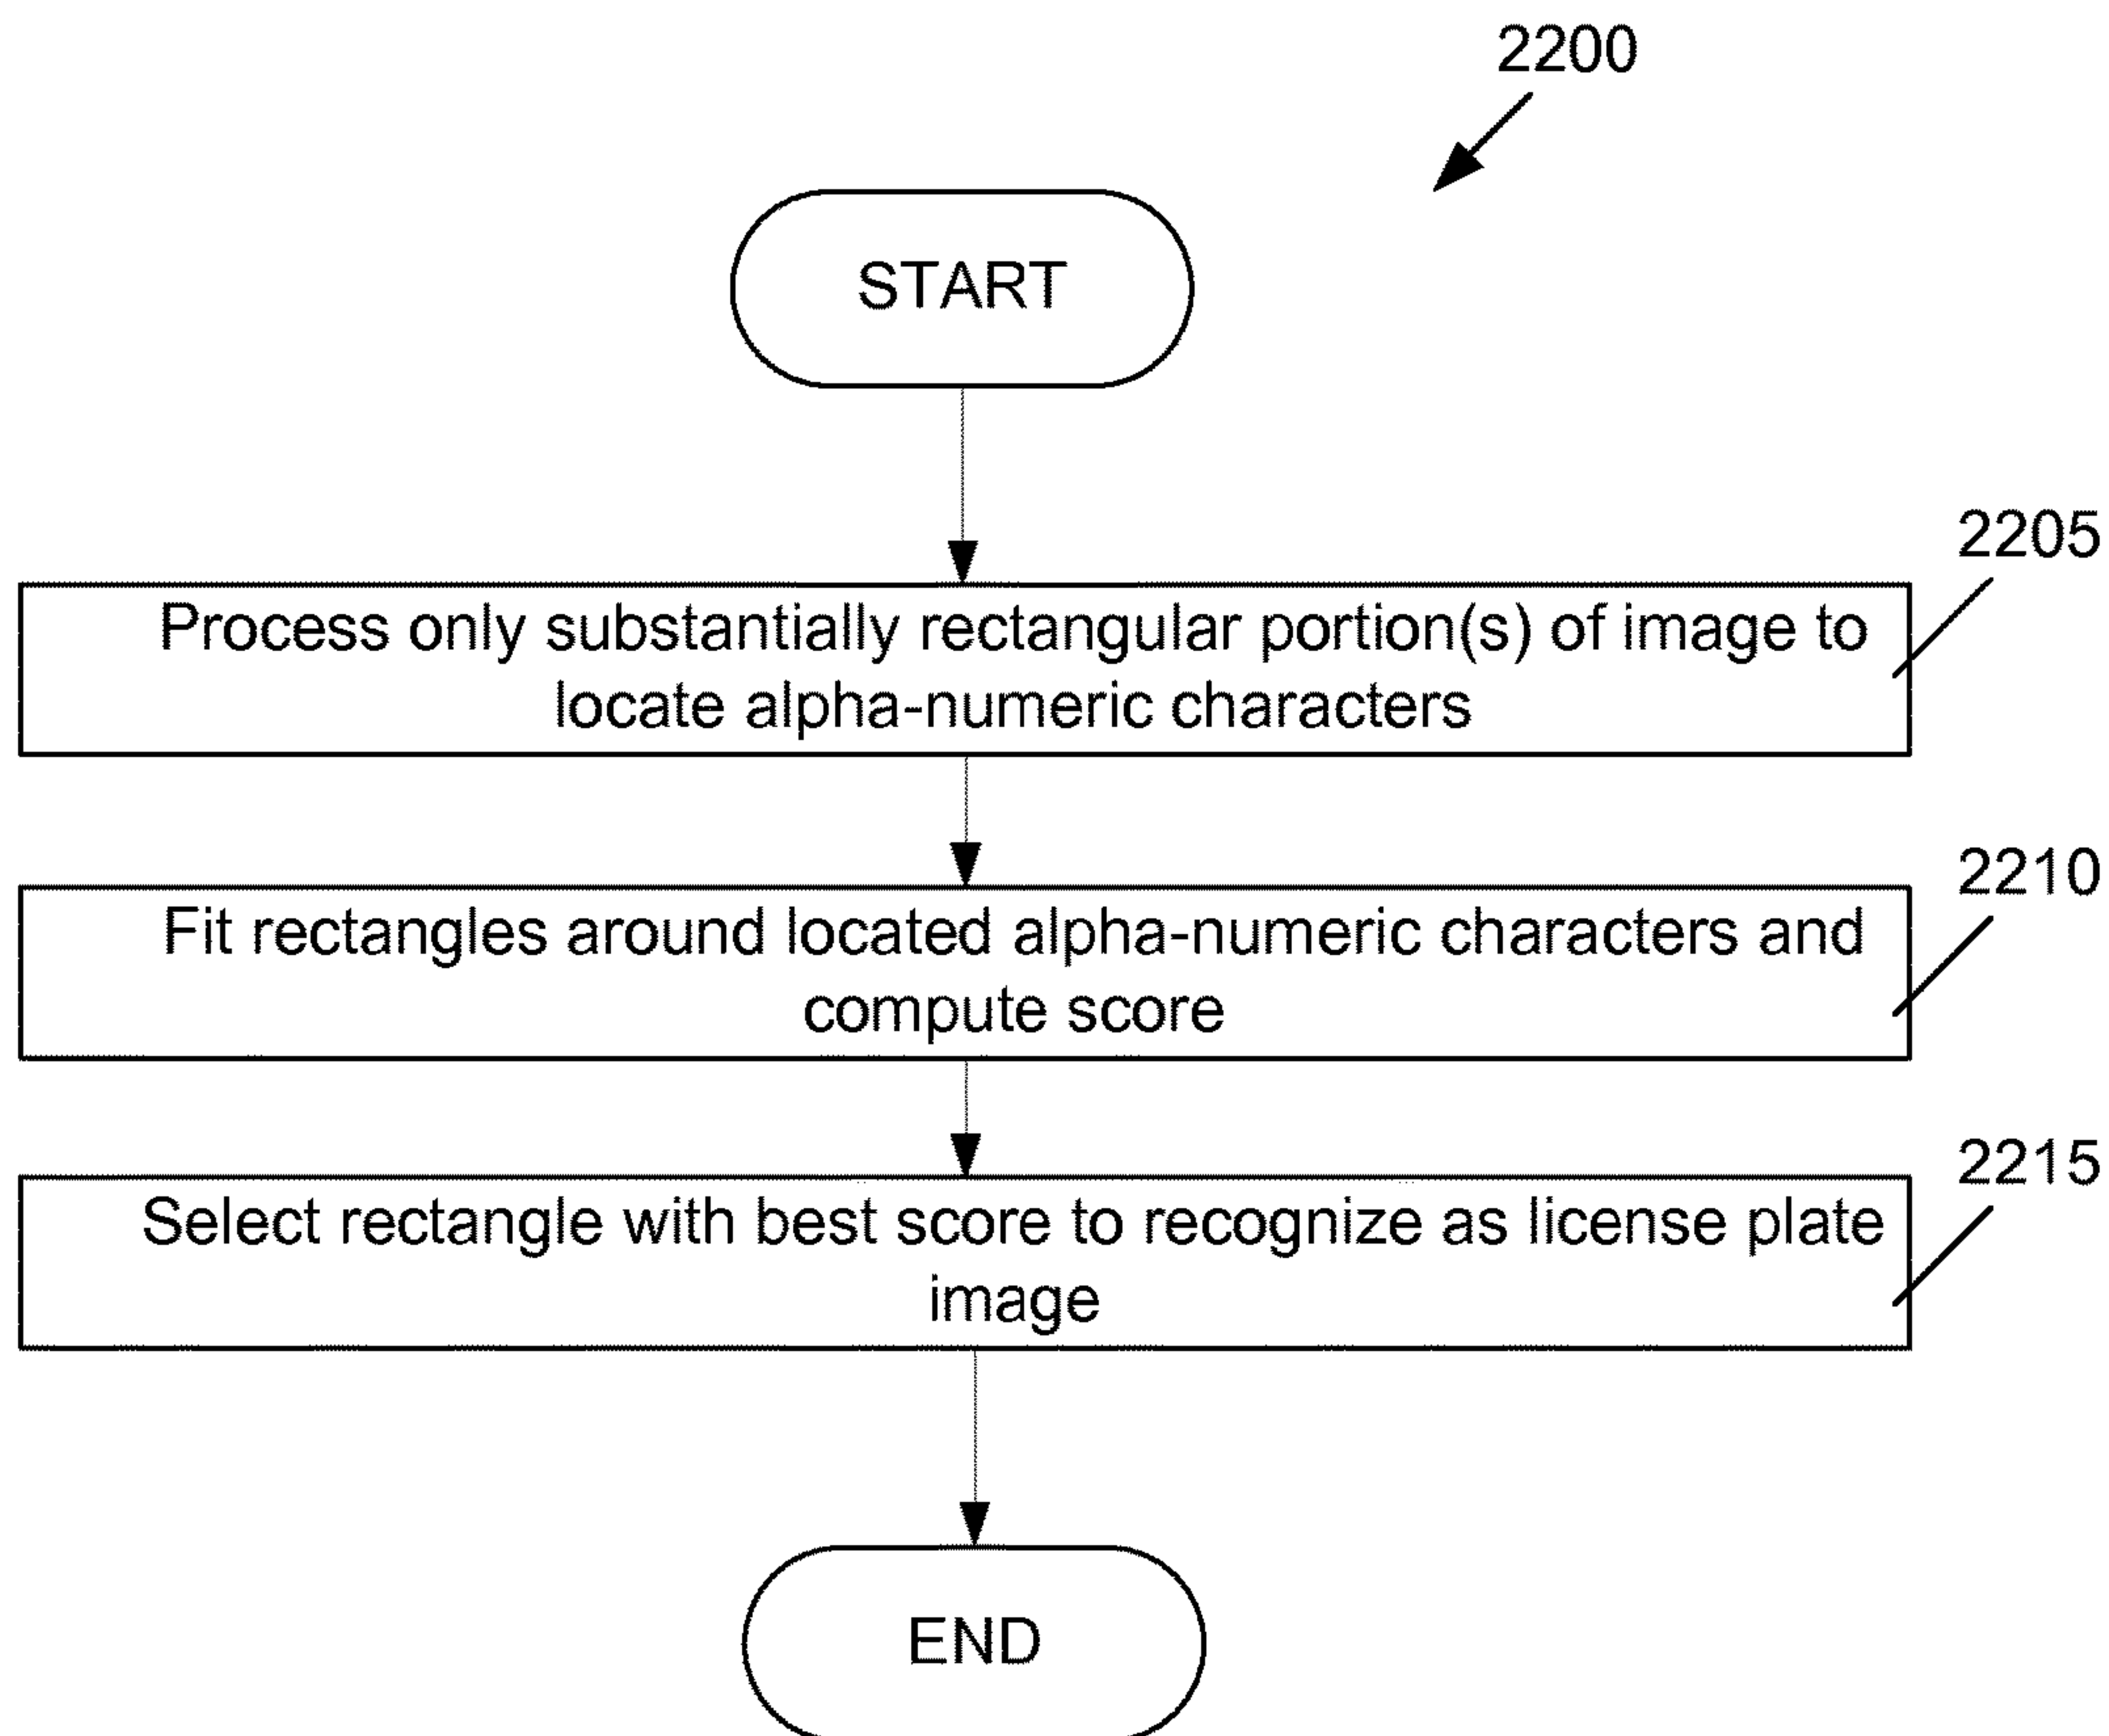 2200
START
2205
Process only substantially rectangular portion(s) of image to
locate alpha-numeric characters
2210
Fit rectangles around located alpha-numeric characters and
compute score
2215
Select rectangle with best score to recognize as license plate
image
END